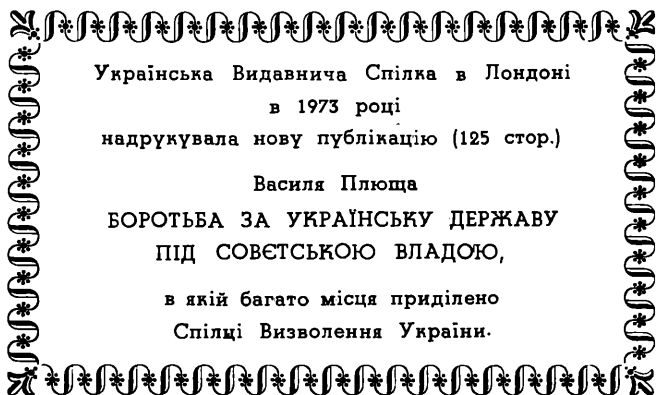 Українська Видавнича Спілка в Лондоні
в 1973 році
надрукувала нову публікацію (125 стор.)
Василя Плюща
БОРОТЬБА ЗА УКРАЇНСЬКУ ДЕРЖАВУ
ПІД СОВЄТСЬКОЮ ВЛАДОЮ,
в якій багато місця приділено
Спілці Визволення України.